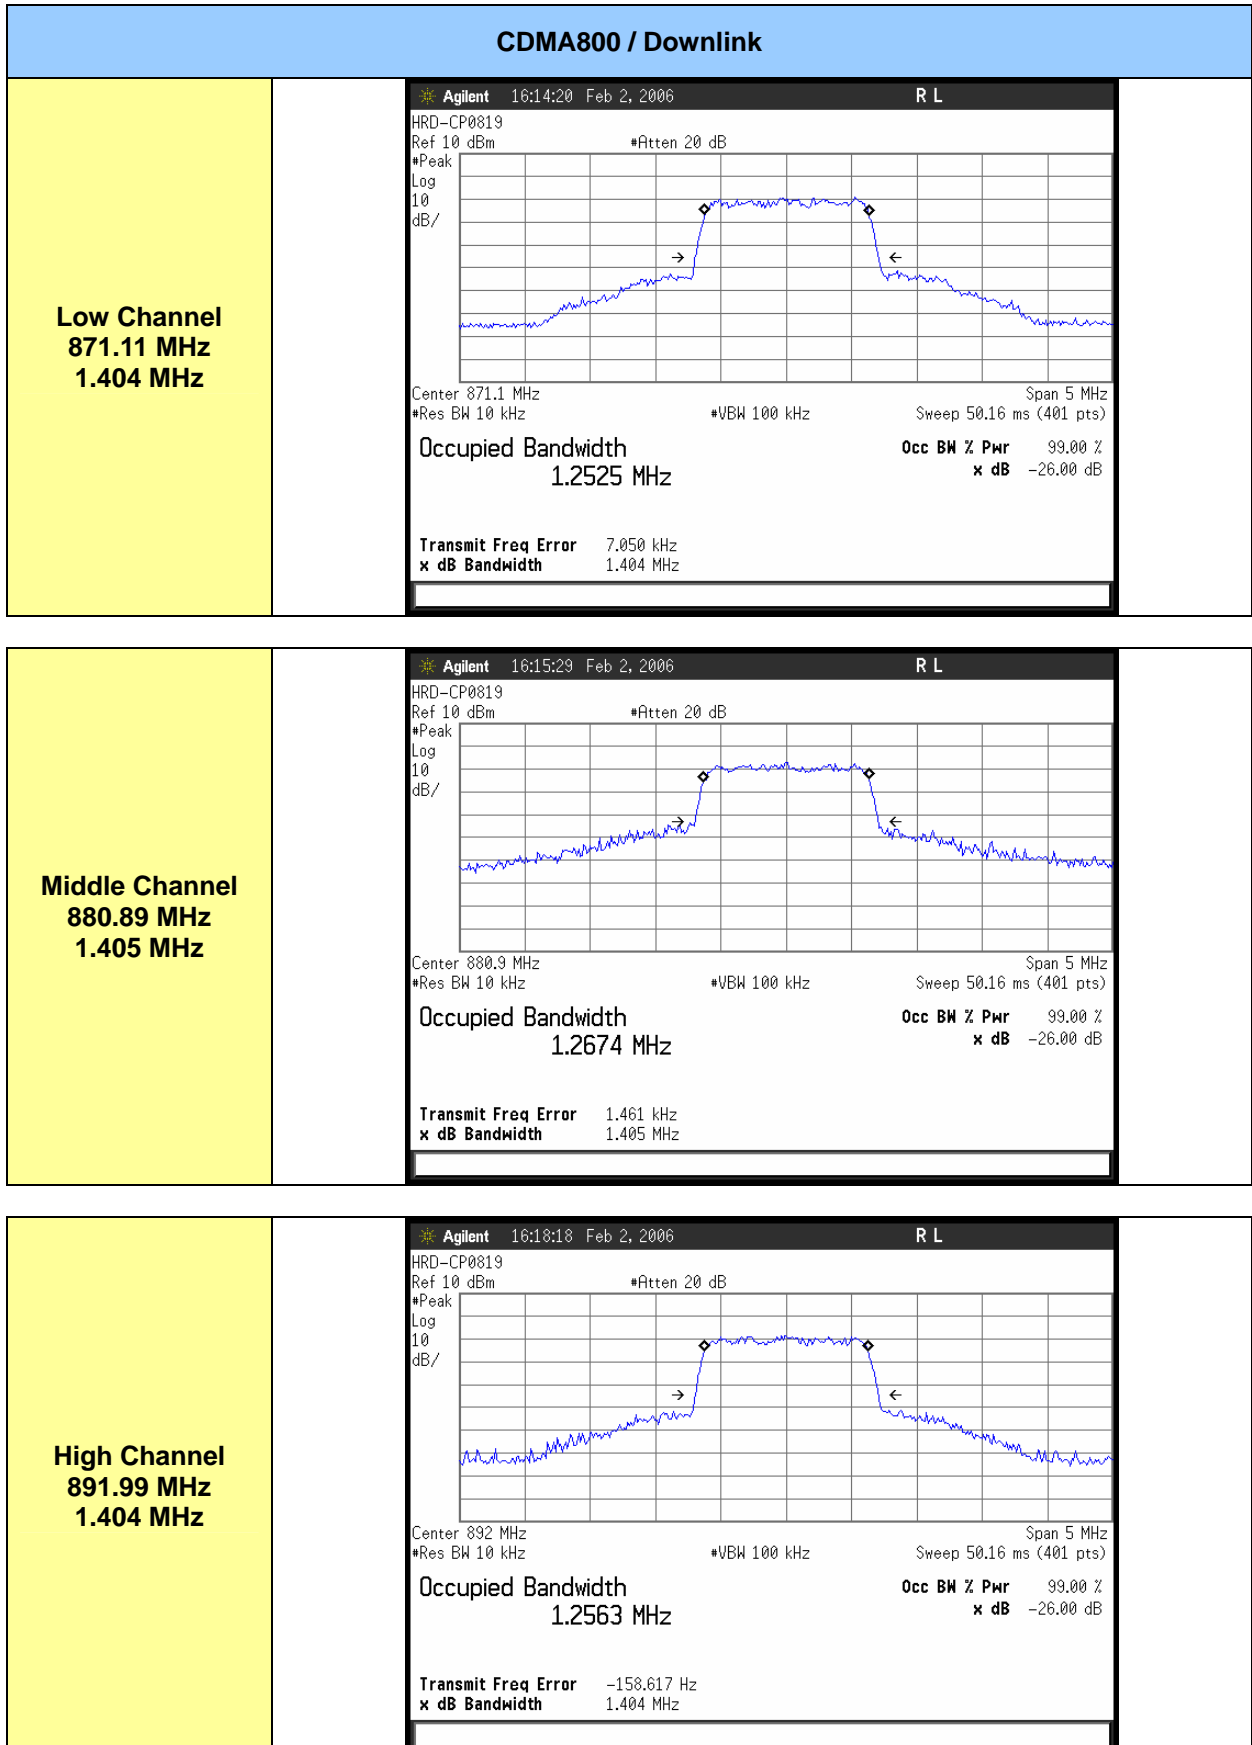 CDMA800 / Downlink
Low Channel
871.11 MHz
1.404 MHz
Agilent 16:14:20 Feb 2, 2006 R L
HRD-CP0819
Ref 10 dBm #Atten 20 dB
#Peak
Log
10
dB/
Center 871.1 MHz Span 5 MHz
#Res BW 10 kHz #VBW 100 kHz Sweep 50.16 ms (401 pts)
Occupied Bandwidth Occ BW % Pwr 99.00 %
1.2525 MHz x dB -26.00 dB
Transmit Freq Error 7.050 kHz
x dB Bandwidth 1.404 MHz
Middle Channel
880.89 MHz
1.405 MHz
Agilent 16:15:29 Feb 2, 2006 R L
HRD-CP0819
Ref 10 dBm #Atten 20 dB
#Peak
Log
10
dB/
Center 880.9 MHz Span 5 MHz
#Res BW 10 kHz #VBW 100 kHz Sweep 50.16 ms (401 pts)
Occupied Bandwidth Occ BW % Pwr 99.00 %
1.2674 MHz x dB -26.00 dB
Transmit Freq Error 1.461 kHz
x dB Bandwidth 1.405 MHz
High Channel
891.99 MHz
1.404 MHz
Agilent 16:18:18 Feb 2, 2006 R L
HRD-CP0819
Ref 10 dBm #Atten 20 dB
#Peak
Log
10
dB/
Center 892 MHz Span 5 MHz
#Res BW 10 kHz #VBW 100 kHz Sweep 50.16 ms (401 pts)
Occupied Bandwidth Occ BW % Pwr 99.00 %
1.2563 MHz x dB -26.00 dB
Transmit Freq Error -158.617 Hz
x dB Bandwidth 1.404 MHz